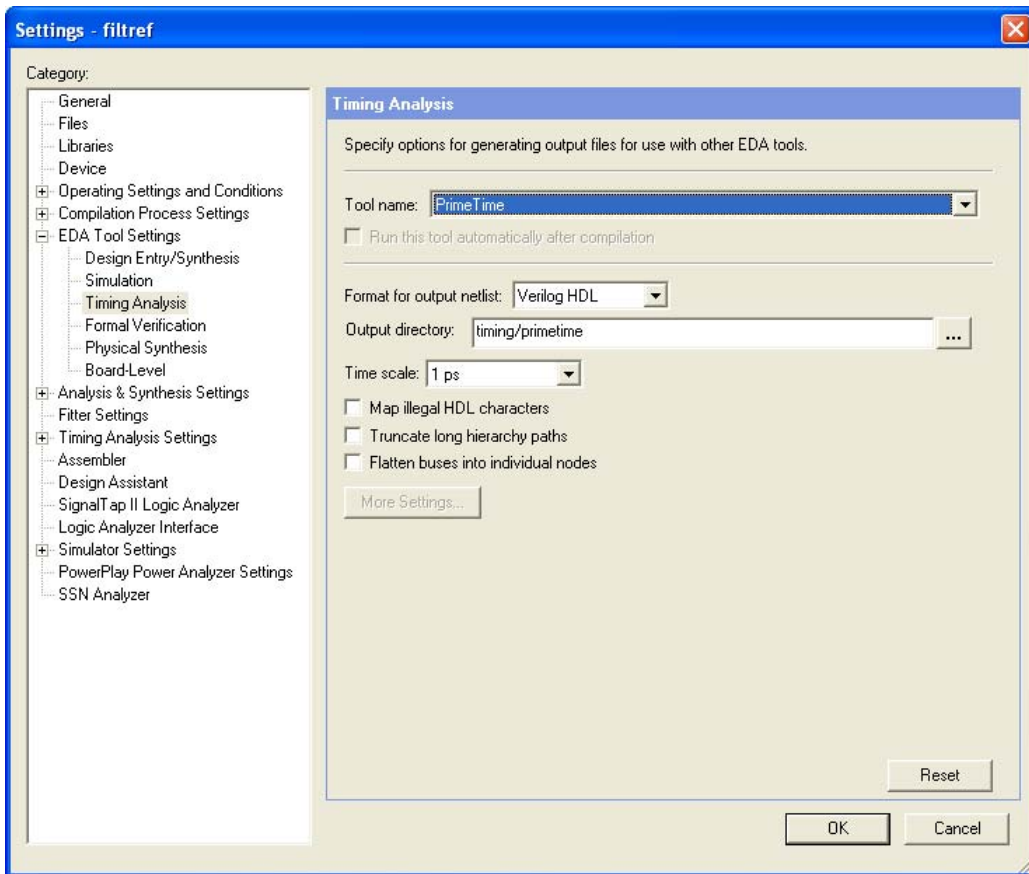 Settings - filtref
Category:
General
Files
Libraries
Device
Operating Settings and Conditions
Compilation Process Settings
EDA Tool Settings
Design Entry/Synthesis
Simulation
Timing Analysis
Formal Verification
Physical Synthesis
Board-Level
Analysis & Synthesis Settings
Fitter Settings
Timing Analysis Settings
Assembler
Design Assistant
SignalTap II Logic Analyzer
Logic Analyzer Interface
Simulator Settings
PowerPlay Power Analyzer Settings
SSN Analyzer
Timing Analysis
Specify options for generating output files for use with other EDA tools.
Tool name: PrimeTime
Run this tool automatically after compilation
Format for output netlist: Verilog HDL
Output directory: timing/primetime ...
Time scale: 1 ps
Map illegal HDL characters
Truncate long hierarchy paths
Flatten buses into individual nodes
More Settings...
Reset
OK Cancel